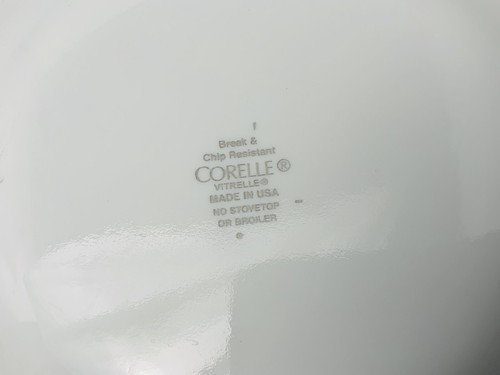 Break &
Chip Resistant
CORELLE®
VITRELLE®
MADE IN USA
NO STOVETOP
OR BROILER